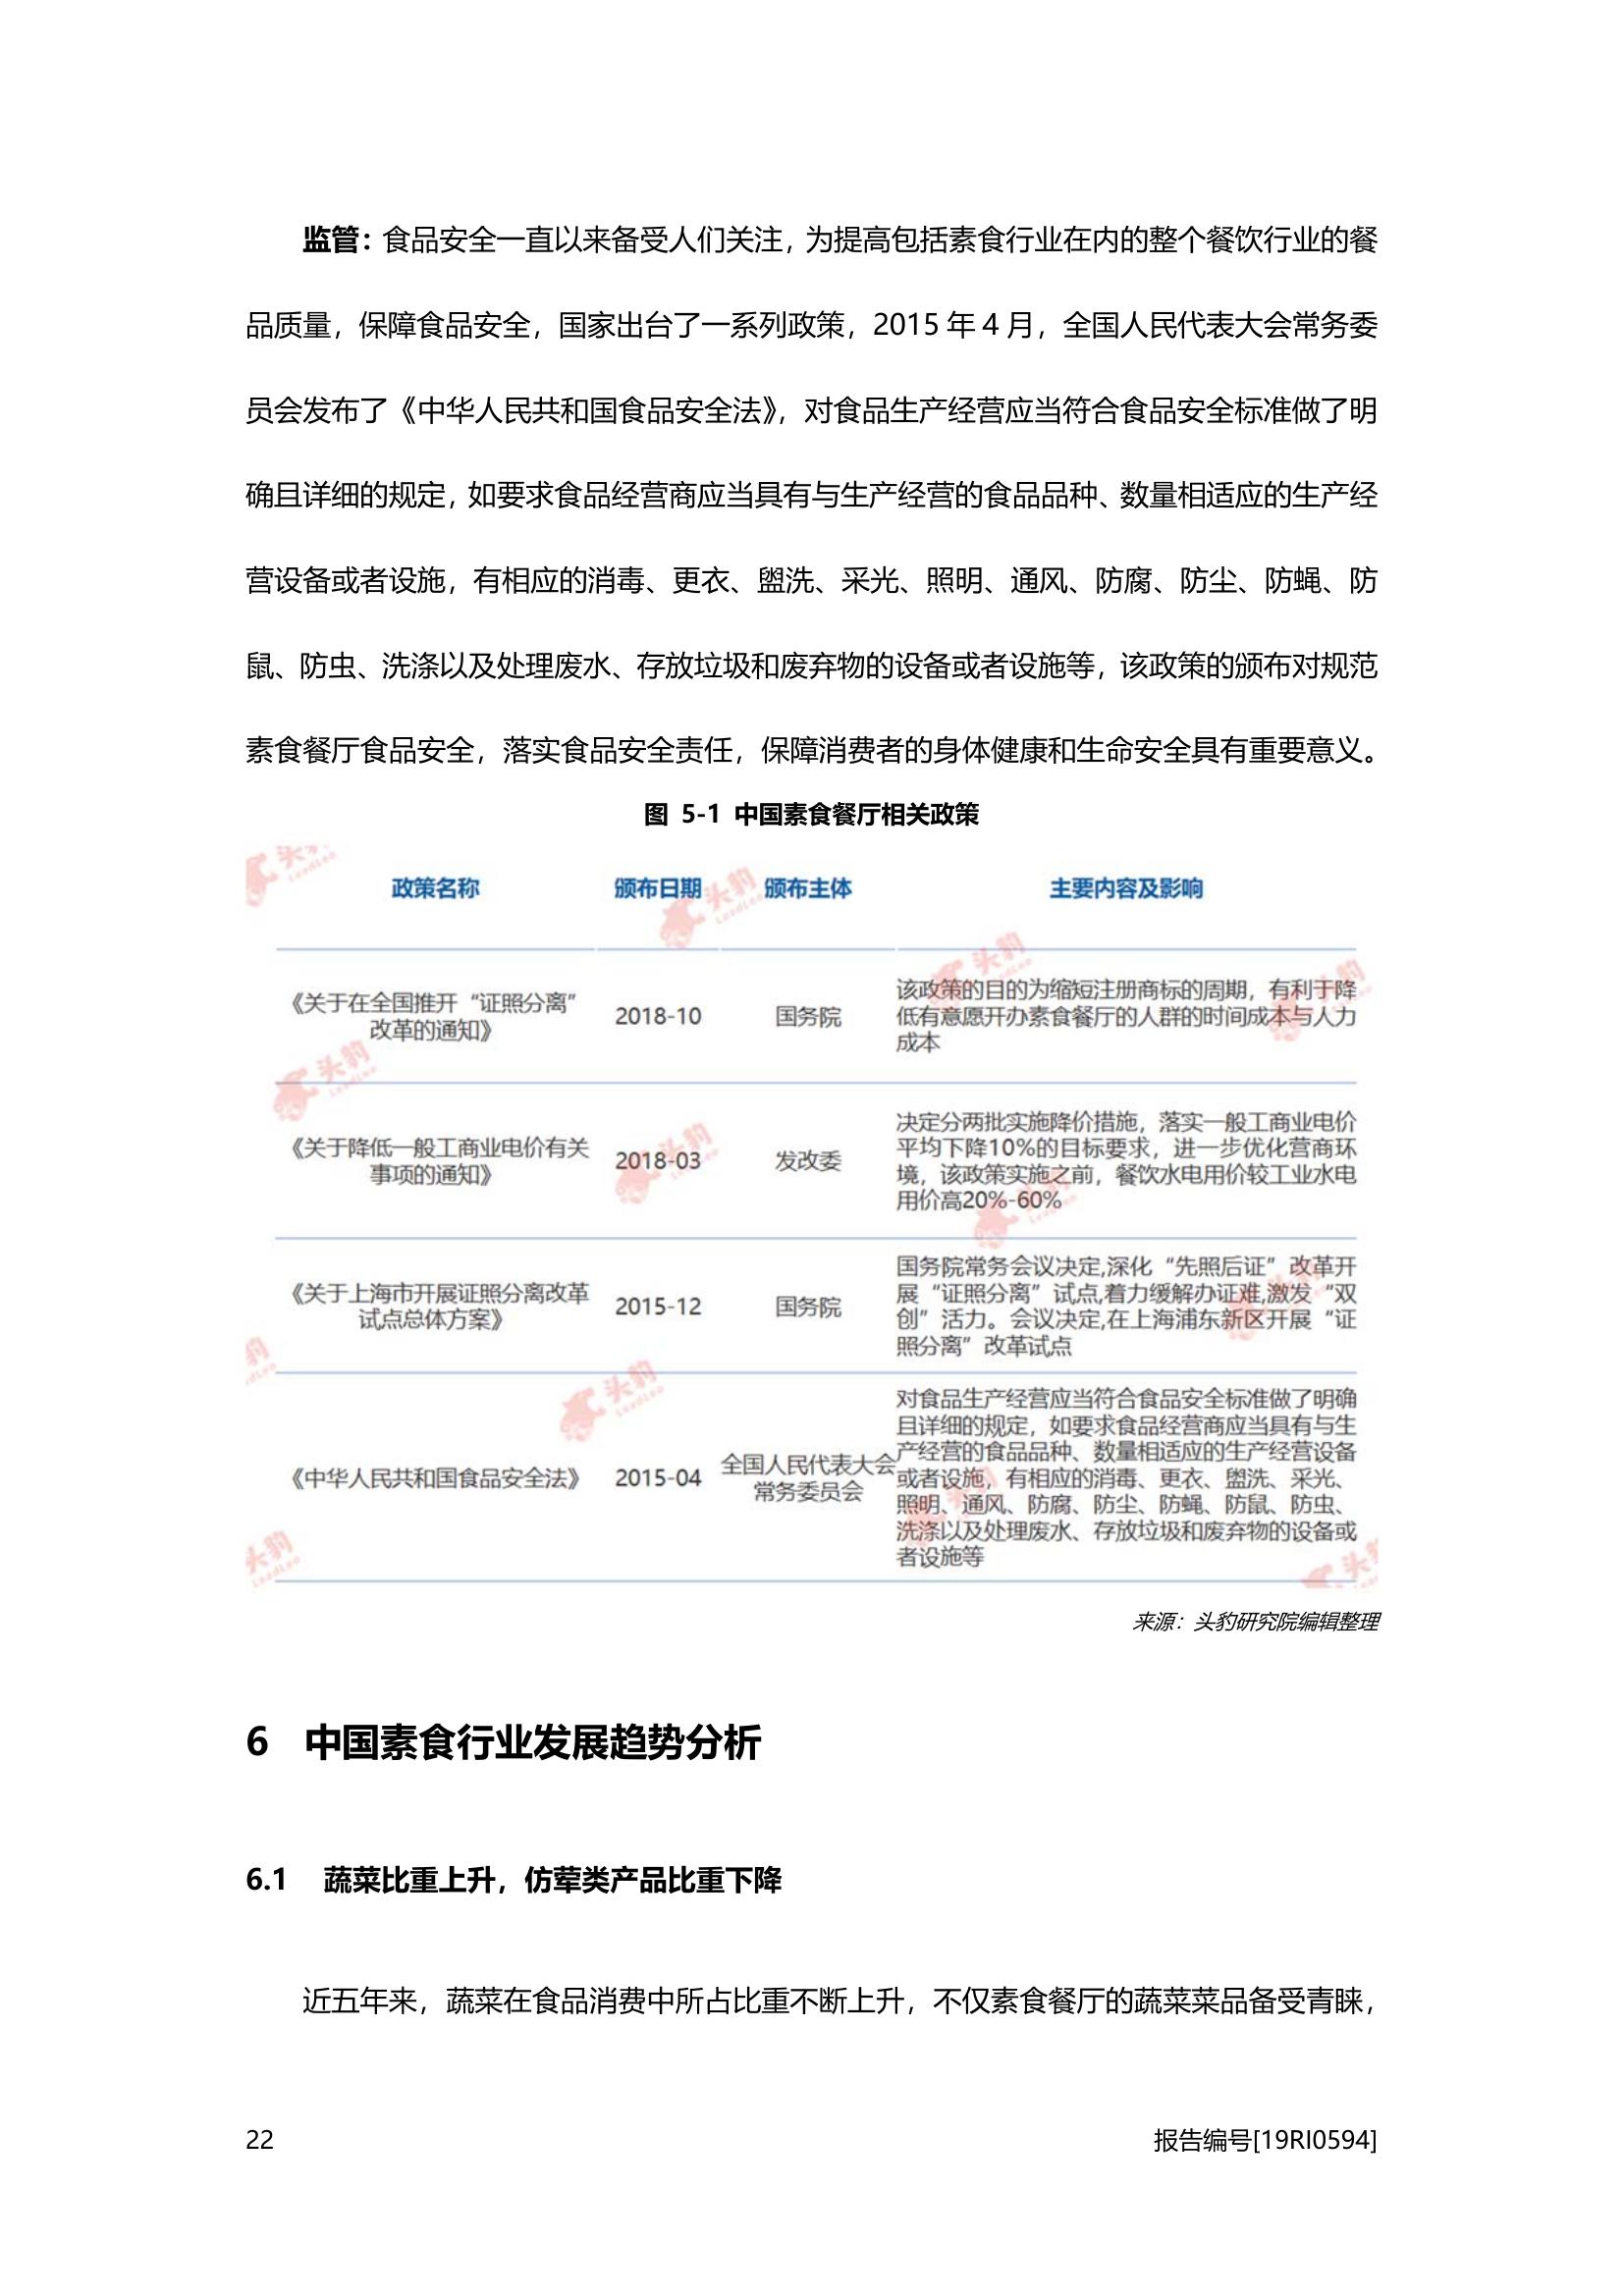 监管：食品安全一直以来备受人们关注，为提高包括素食行业在内的整个餐饮行业的餐
品质量，保障食品安全，国家出台了一系列政策，2015 年 4 月，全国人民代表大会常务委
员会发布了《中华人民共和国食品安全法》，对食品生产经营应当符合食品安全标准做了明
确且详细的规定，如要求食品经营商应当具有与生产经营的食品品种、数量相适应的生产经
营设备或者设施，有相应的消毒、更衣、盥洗、采光、照明、通风、防腐、防尘、防蝇、防
鼠、防虫、洗涤以及处理废水、存放垃圾和废弃物的设备或者设施等，该政策的颁布对规范
素食餐厅食品安全，落实食品安全责任，保障消费者的身体健康和生命安全具有重要意义。
图 5-1 中国素食餐厅相关政策
政策名称 颁布日期 颁布主体 主要内容及影响
《关于在全国推开“证照分离”
改革的通知》
2018-10
国务院
该政策的目的为缩短注册商标的周期，有利于降
低有意愿开办素食餐厅的人群的时间成本与人力
成本
《关于降低一般工商业电价有关
事项的通知》
2018-03
发改委
决定分两批实施降价措施，落实一般工商业电价
平均下降10%的目标要求，进一步优化营商环
境，该政策实施之前，餐饮水电用价较工业水电
用价高20%-60%
《关于上海市开展证照分离改革
试点总体方案》
2015-12
国务院
国务院常务会议决定,深化“先照后证”改革开
展“证照分离”试点,着力缓解办证难,激发“双
创”活力。会议决定,在上海浦东新区开展“证
照分离”改革试点
《中华人民共和国食品安全法》
2015-04
全国人民代表大会
常务委员会
对食品生产经营应当符合食品安全标准做了明确
且详细的规定，如要求食品经营商应当具有与生
产经营的食品品种、数量相适应的生产经营设备
或者设施，有相应的消毒、更衣、盥洗、采光、
照明、通风、防腐、防尘、防蝇、防鼠、防虫、
洗涤以及处理废水、存放垃圾和废弃物的设备或
者设施等
来源：头豹研究院编辑整理
6 中国素食行业发展趋势分析
6.1 蔬菜比重上升，仿荤类产品比重下降
近五年来，蔬菜在食品消费中所占比重不断上升，不仅素食餐厅的蔬菜菜品备受青睐，
22
报告编号[19RI0594]